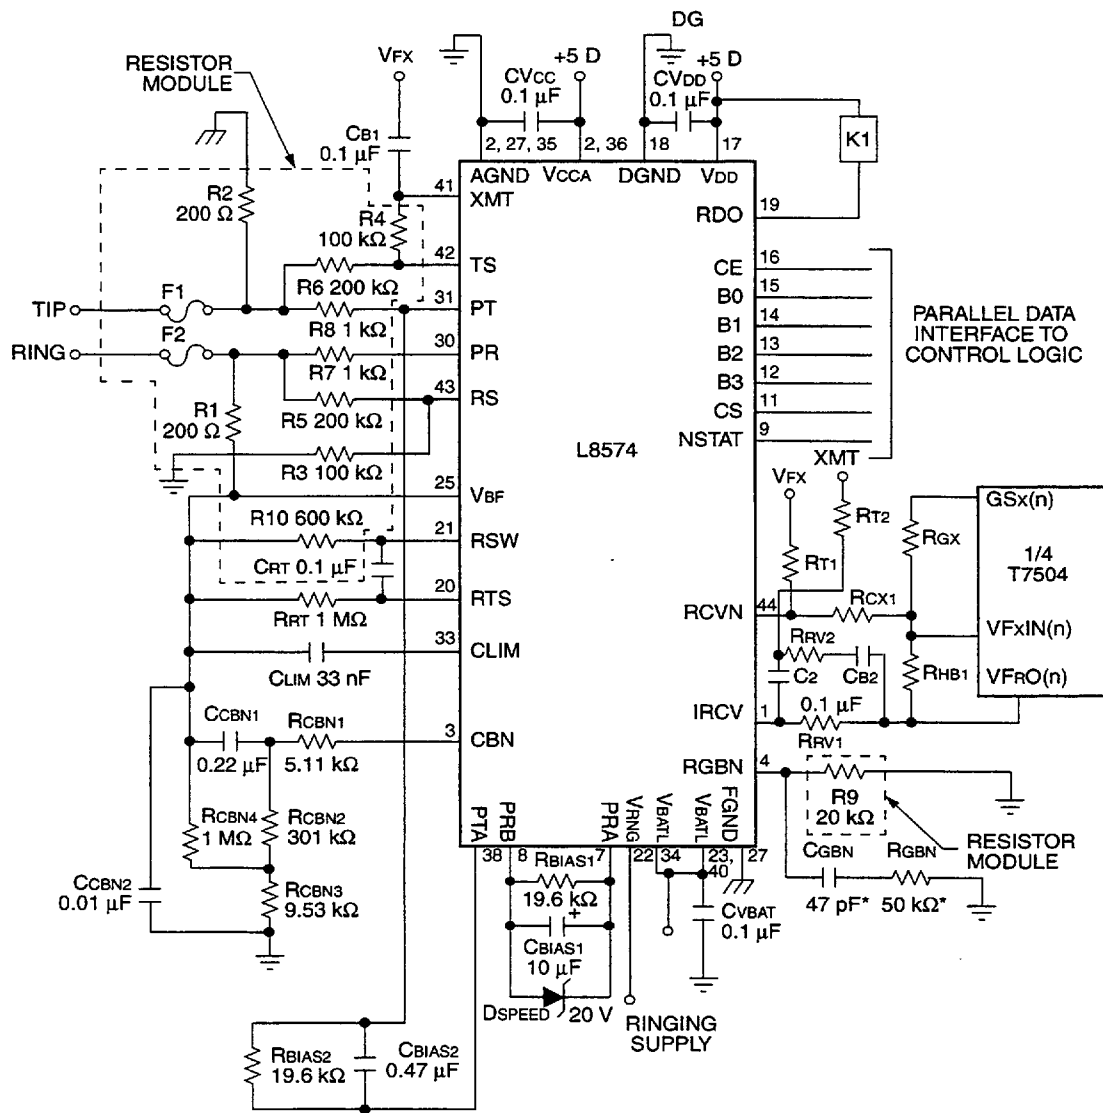 DG
VFX
+5 D
+5 D
RESISTOR
MODULE
CVCC
0.1 µF
CVDD
0.1 µF
CB1
0.1 µF
K1
2, 27, 35
2, 36
18
17
AGND
VCCA
DGND
VDD
R2
200 Ω
41
XMT
19
RDO
R4
100 kΩ
42
TS
16
CE
R6 200 kΩ
15
B0
TIP
F1
31
PT
R8 1 kΩ
14
B1
PARALLEL DATA
INTERFACE TO
CONTROL LOGIC
RING
F2
30
PR
13
B2
R7 1 kΩ
12
B3
43
RS
11
CS
R1
200 Ω
R5 200 kΩ
9
NSTAT
L8574
R3 100 kΩ
XMT
VFX
25
VBF
GSX(n)
R10 600 kΩ
21
RSW
RT2
RGX
CRT 0.1 µF
RT1
1/4
T7504
20
RTS
RRT 1 MΩ
44
RCVN
RCX1
VFXIN(n)
33
CLIM
RRV2
CLIM 33 nF
C2
CB2
RHB1
VFRO(n)
CCBN1
RCBN1
1
IRCV
0.1 µF
3
CBN
RRV1
0.22 µF
5.11 kΩ
4
RGBN
RCBN4
1 MΩ
RCBN2
301 kΩ
PTA
PRB
PRA
VRNG
VBATL
VBATL
FGND
R9
20 kΩ
38
8
7
22
34
23,
40
27
RESISTOR
MODULE
RBIAS1
19.6 kΩ
CCBN2
0.01 µF
RCBN3
9.53 kΩ
CGBN
RGBN
47 pF*
50 kΩ*
+
CBIAS1
10 µF
CVBAT
0.1 µF
DSPEED
20 V
RINGING
SUPPLY
RBIAS2
19.6 kΩ
CBIAS2
0.47 µF